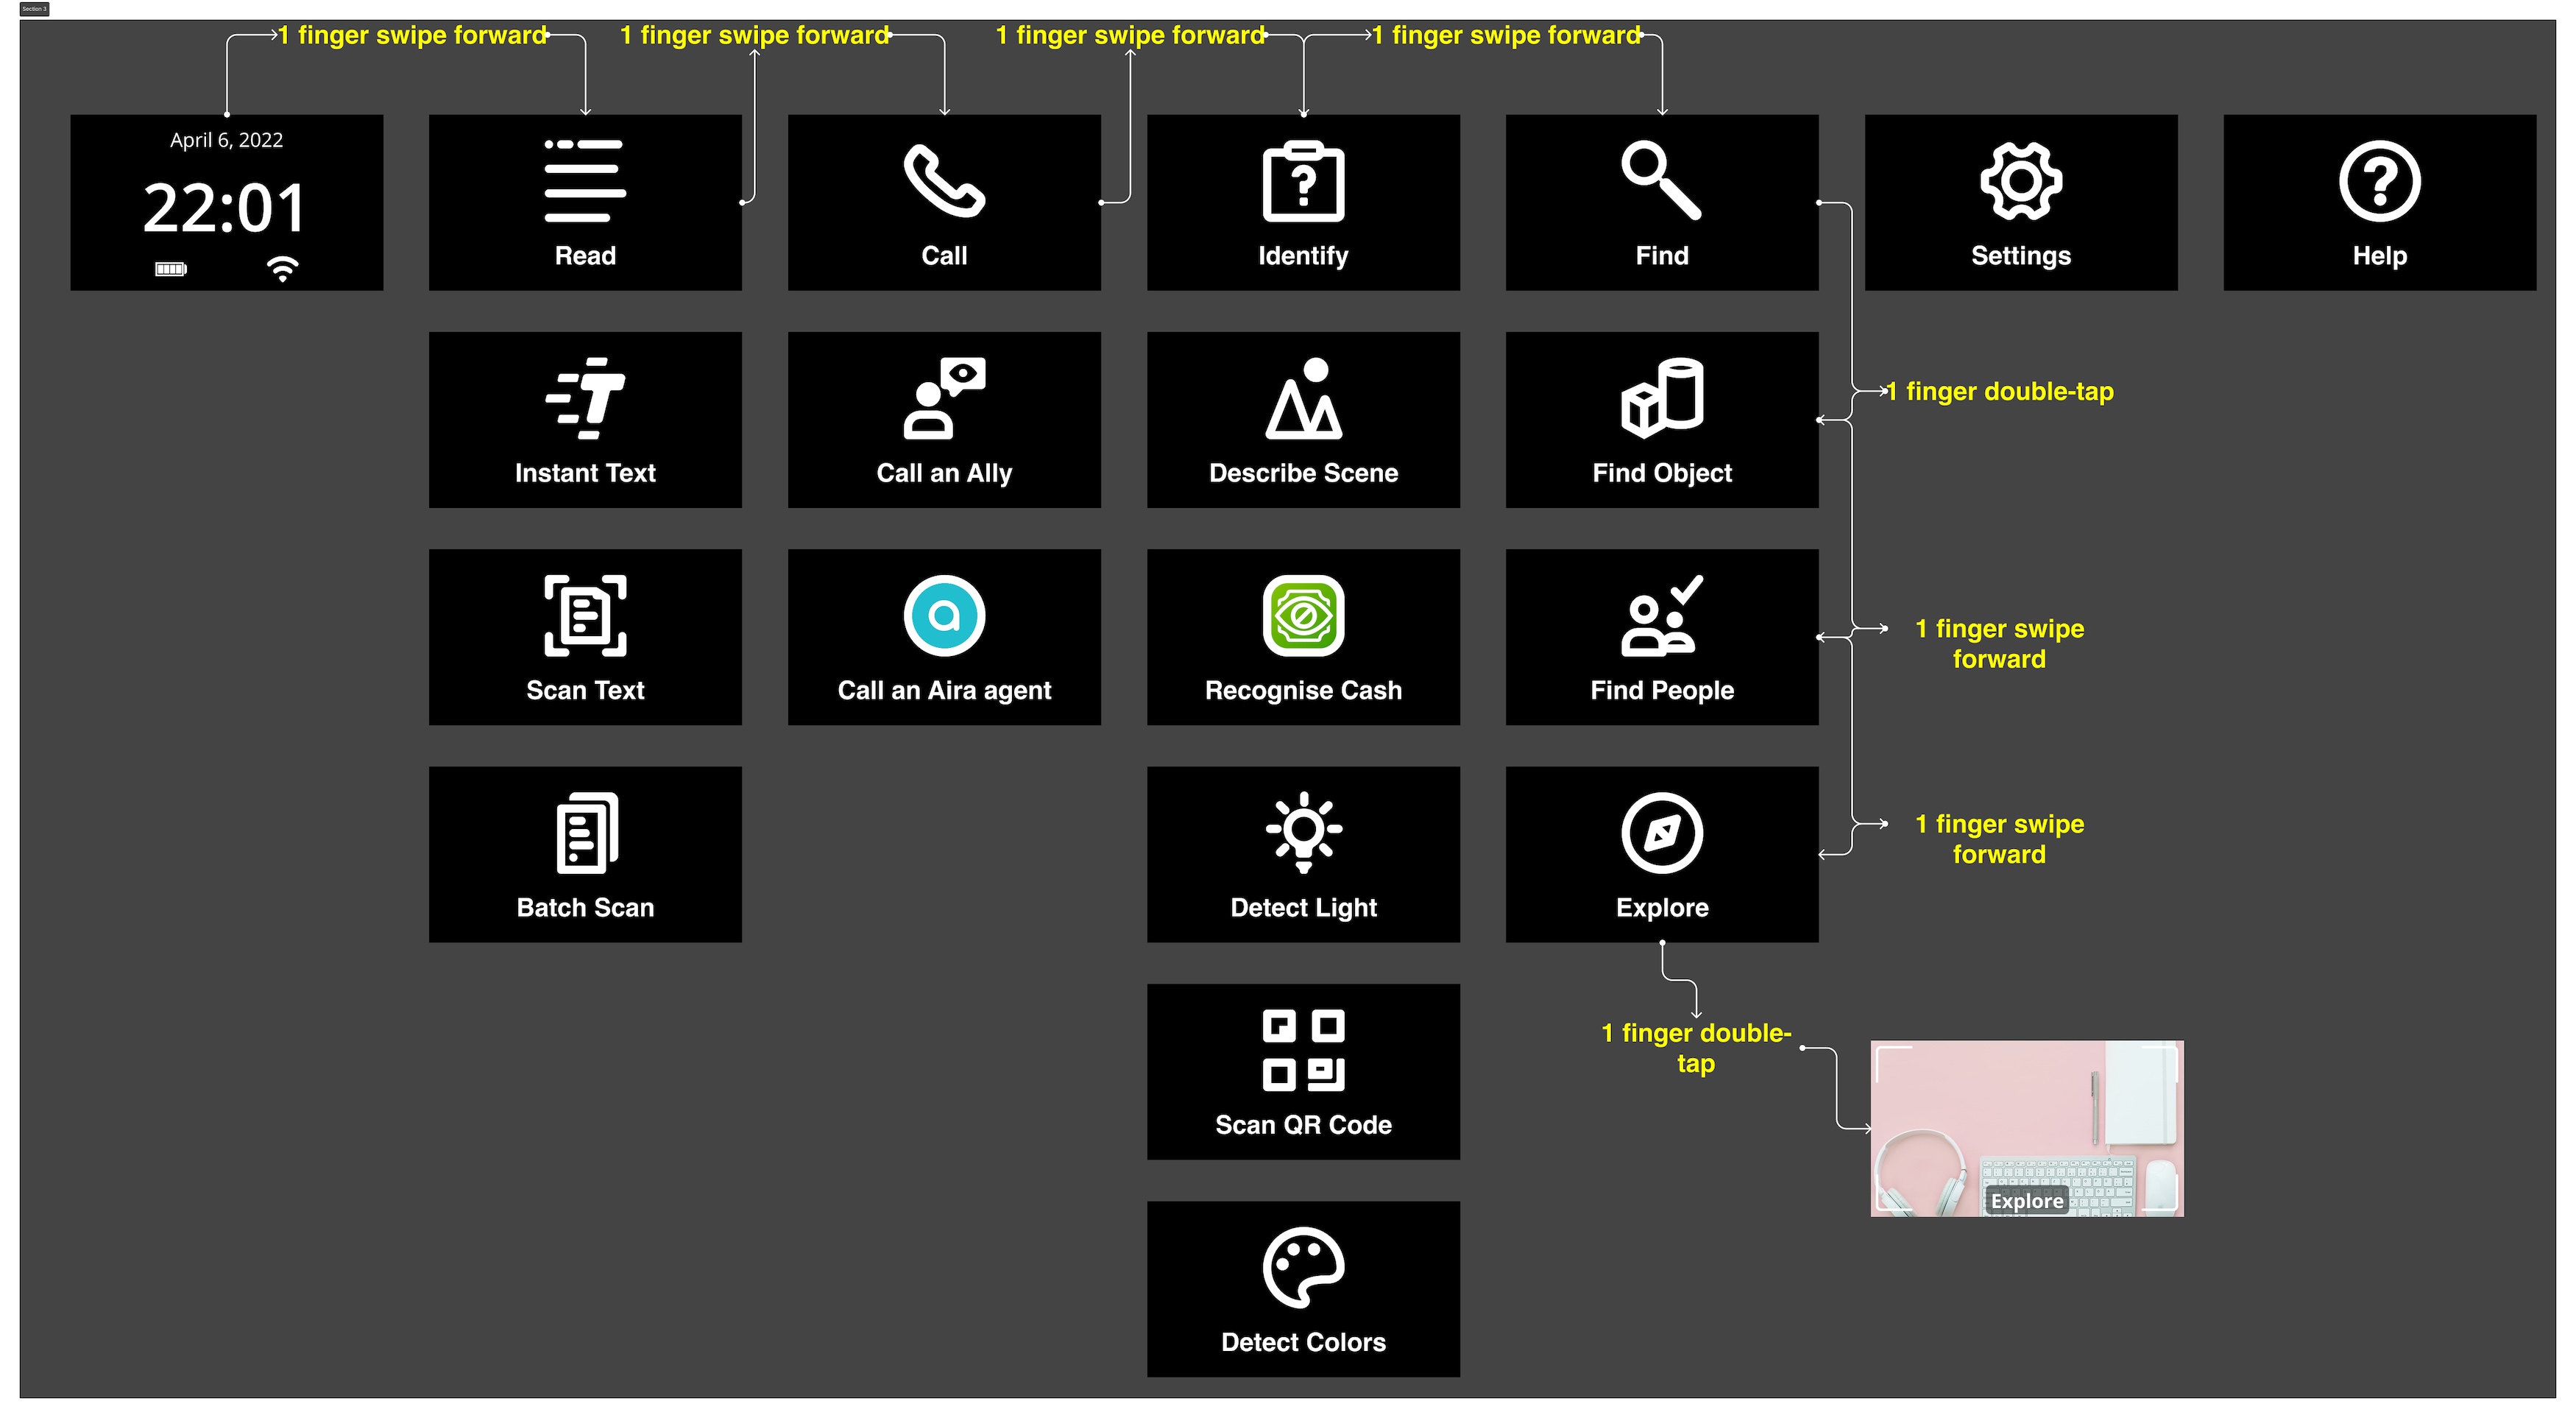 Section 3
1 finger swipe forward
1 finger swipe forward
1 finger swipe forward
1 finger swipe forward
April 6, 2022
22:01
Read
Call
Identify
Find
Settings
Help
1 finger double-tap
Instant Text
Call an Ally
Describe Scene
Find Object
1 finger swipe
forward
Scan Text
Call an Aira agent
Recognise Cash
Find People
1 finger swipe
forward
Batch Scan
Detect Light
Explore
1 finger double-
tap
Scan QR Code
Explore
Detect Colors